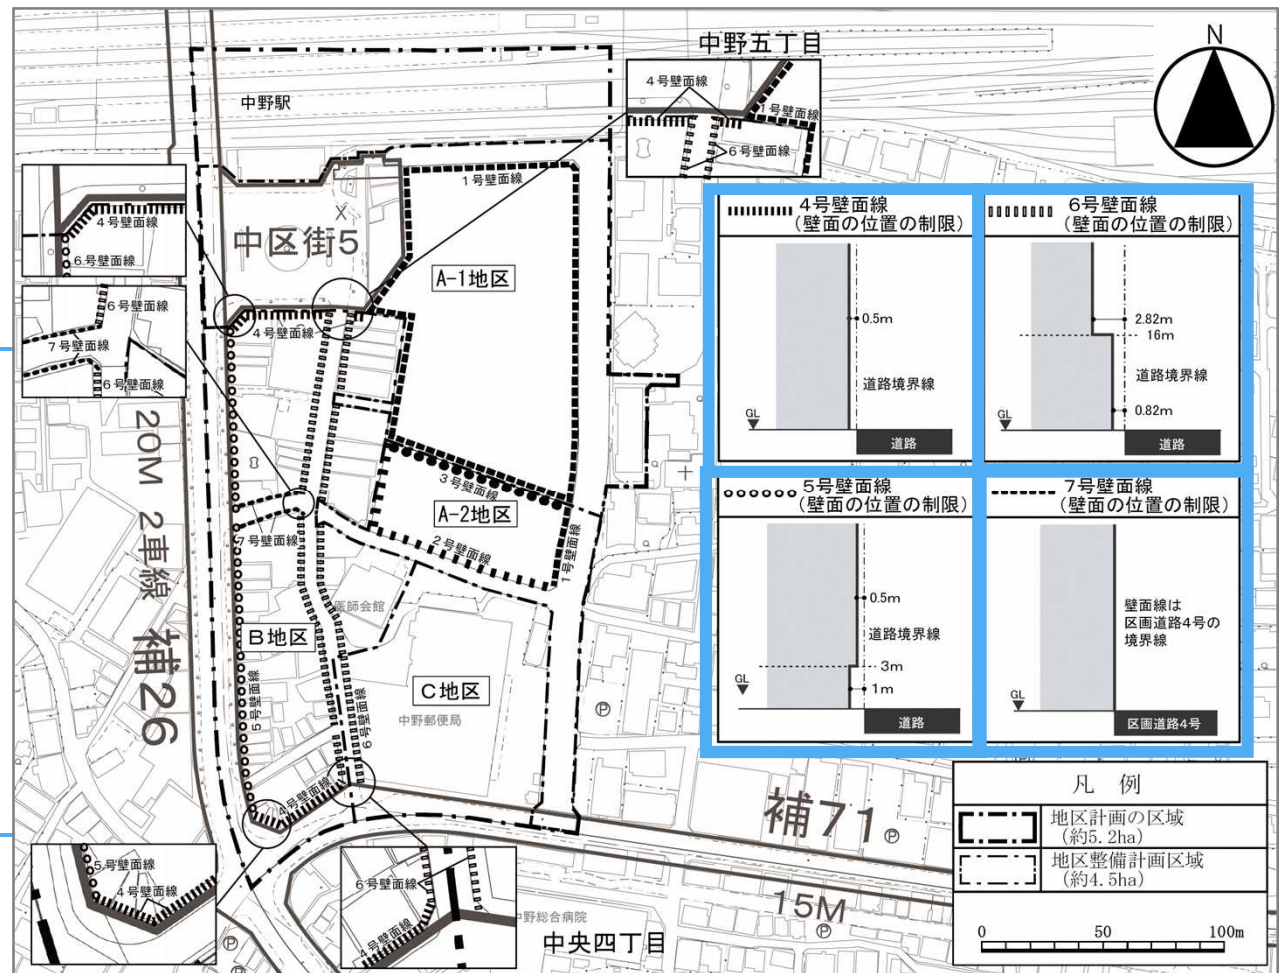 中野五丁目
N
中野駅
4号壁面線
1号壁面線
6号壁面線
1号壁面線
4号壁面線
6号壁面線
中区街5
A-1地区
6号壁面線
7号壁面線
6号壁面線
4号壁面線
3号壁面線
A-2地区
7号壁面線
2号壁面線
1号壁面線
20M 2車線
補26
医師会館
B地区
C地区
中野郵便局
5号壁面線
6号壁面線
4号壁面線
P
補71
P
15M
P
5号壁面線
4号壁面線
P
6号壁面線
4号壁面線
中野総合病院
中央四丁目
P
4号壁面線
(壁面の位置の制限)
0.5m
道路境界線
GL
道路
6号壁面線
(壁面の位置の制限)
2.82m
16m
道路境界線
0.82m
GL
道路
5号壁面線
(壁面の位置の制限)
0.5m
道路境界線
3m
1m
GL
道路
7号壁面線
(壁面の位置の制限)
壁面線は
区画道路4号の
境界線
GL
区画道路4号
凡例
地区計画の区域
(約5.2ha)
地区整備計画区域
(約4.5ha)
0 50 100m